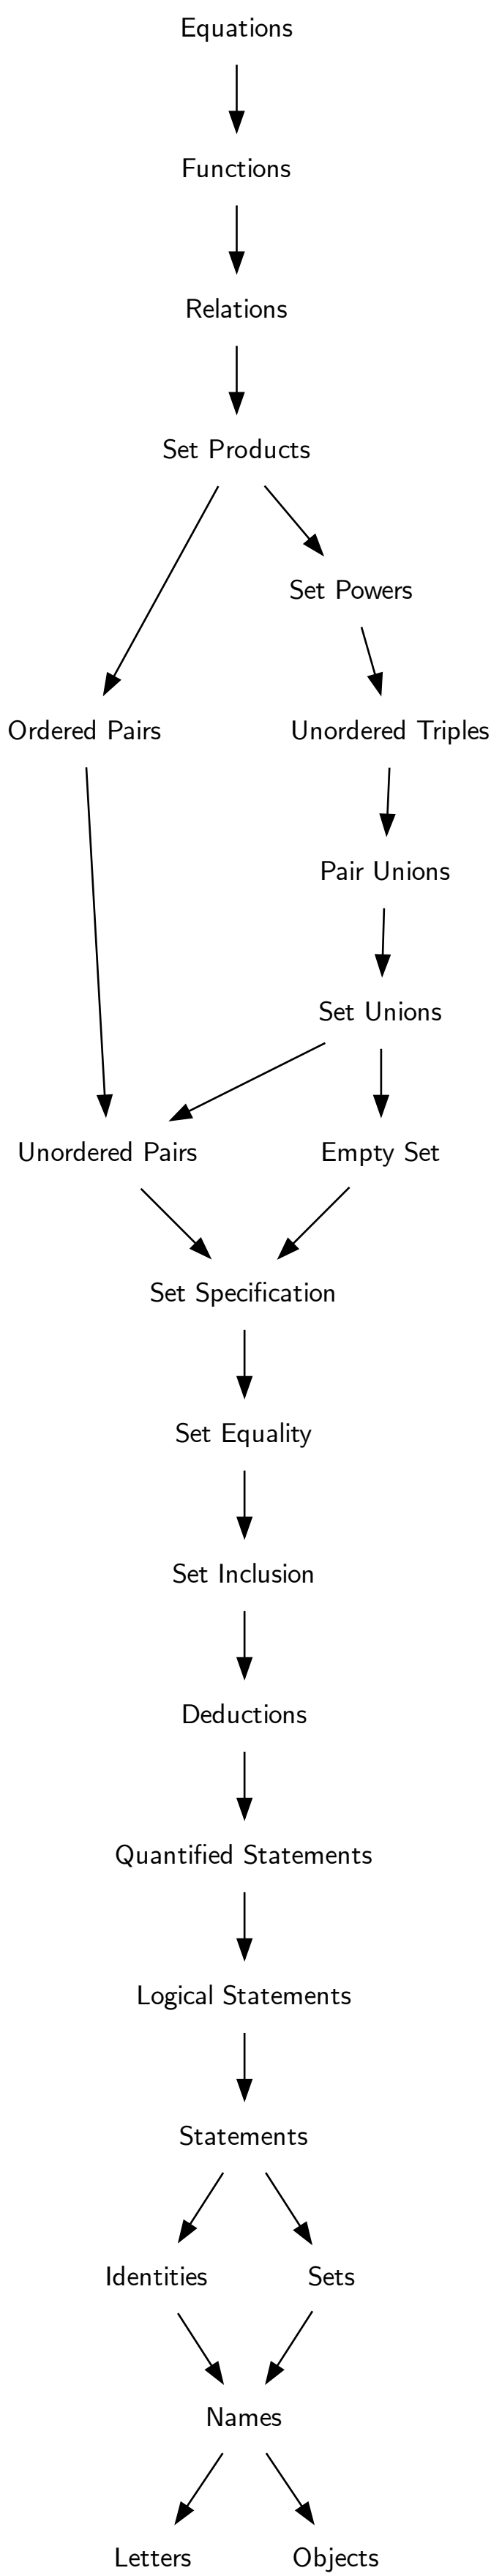 Equations
Functions
Relations
Set Products
Set Powers
Ordered Pairs
Unordered Triples
Pair Unions
Set Unions
Unordered Pairs
Empty Set
Set Specification
Set Equality
Set Inclusion
Deductions
Quantified Statements
Logical Statements
Statements
Identities
Sets
Names
Letters
Objects